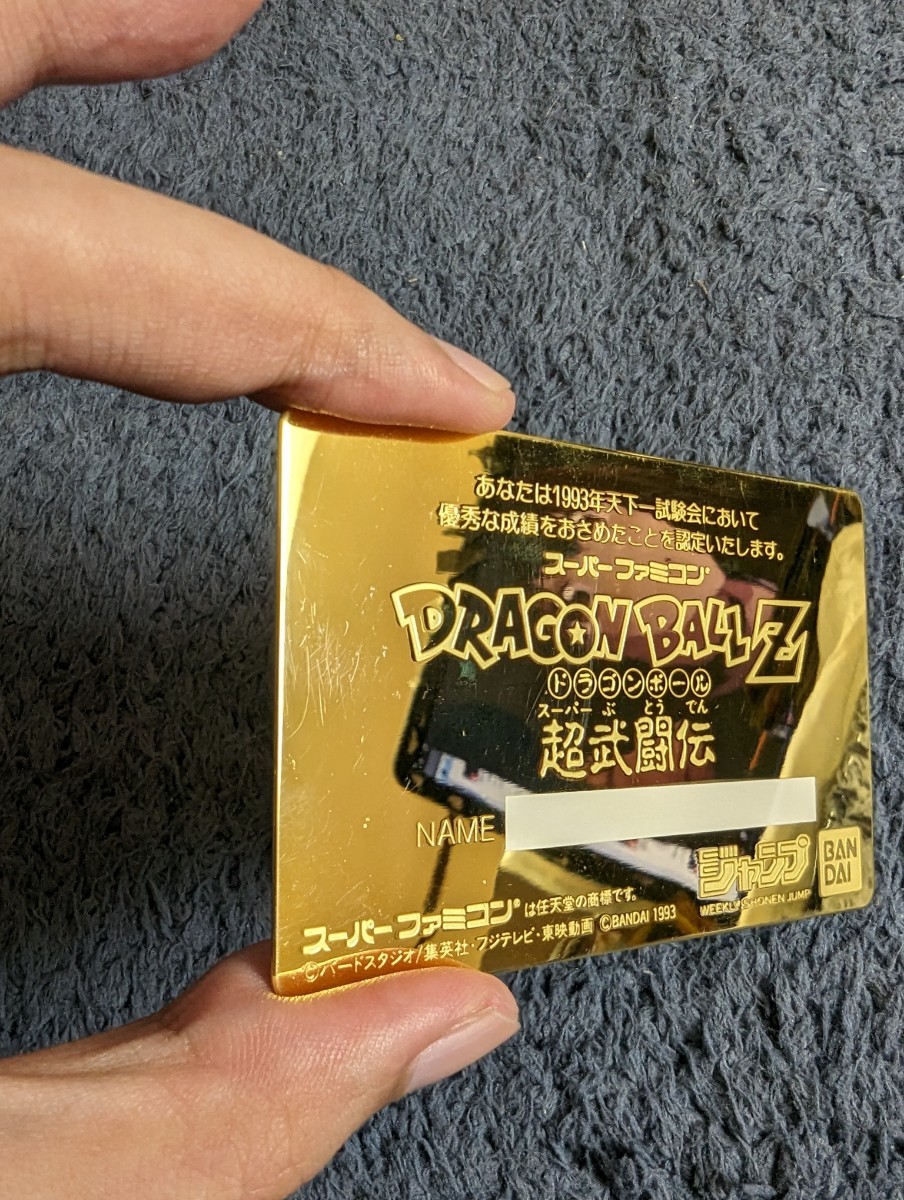 あなたは1993年天下一試験会において
優秀な成績をおさめたことを認定いたします。
スーパーファミコン
DRAGON BALL Z
ドラゴンボール
スーパー ぶ とう でん
超武闘伝
NAME
ジャンプ
WEEKLY SHONEN JUMP
BAN
DAI
スーパーファミコン は任天堂の商標です。
©バードスタジオ/集英社・フジテレビ・東映動画 ©BANDAI 1993